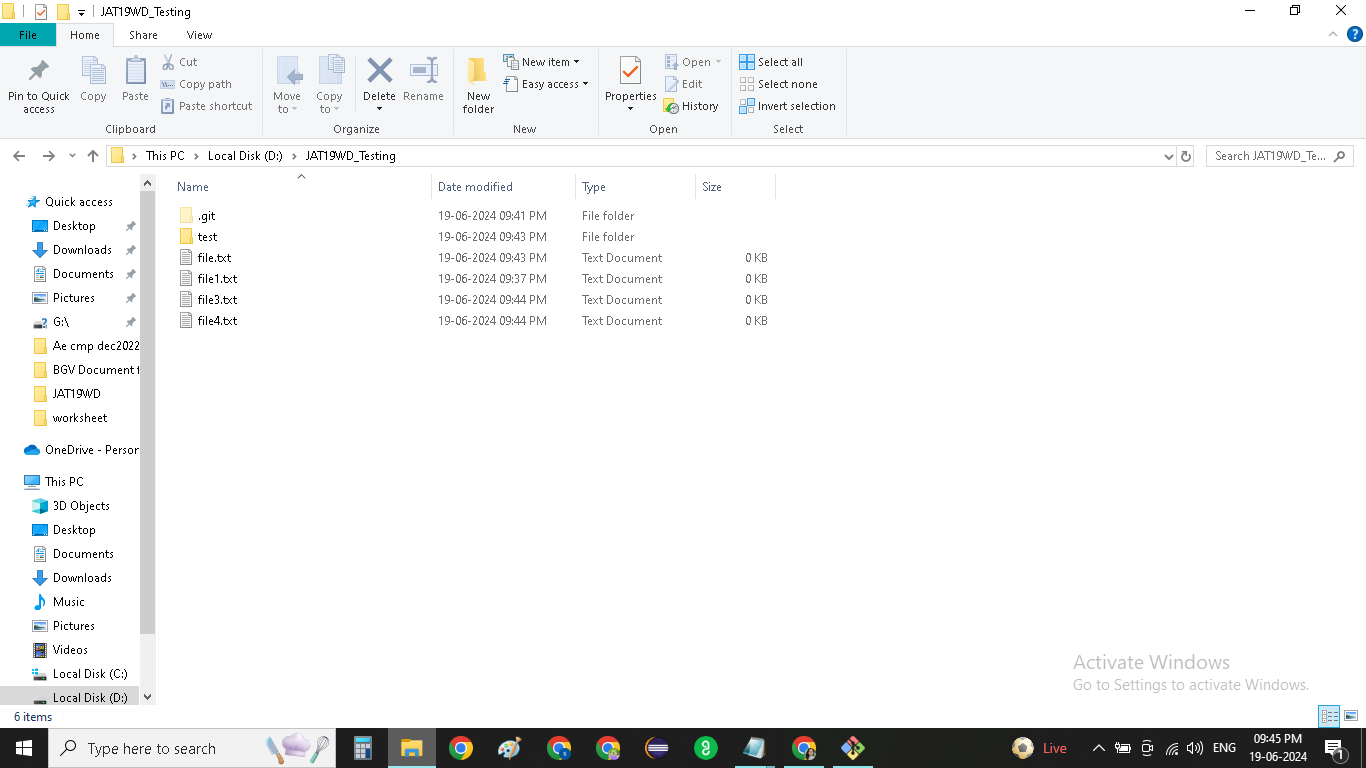 JAT19WD_Testing
File Home Share View
Pin to Quick access
Copy
Paste
Cut
Copy path
Paste shortcut
Clipboard
Move to
Copy to
Delete
Rename
Organize
New folder
New item
Easy access
New
Properties
Open
Edit
History
Open
Select all
Select none
Invert selection
Select
This PC > Local Disk (D:) > JAT19WD_Testing
Search JAT19WD_Te...
Quick access
Desktop
Downloads
Documents
Pictures
G:\
Ae cmp dec2022
BGV Document f
JAT19WD
worksheet
OneDrive - Person
This PC
3D Objects
Desktop
Documents
Downloads
Music
Pictures
Videos
Local Disk (C:)
Local Disk (D:)
Name Date modified Type Size
.git 19-06-2024 09:41 PM File folder
test 19-06-2024 09:43 PM File folder
file.txt 19-06-2024 09:43 PM Text Document 0 KB
file1.txt 19-06-2024 09:37 PM Text Document 0 KB
file3.txt 19-06-2024 09:44 PM Text Document 0 KB
file4.txt 19-06-2024 09:44 PM Text Document 0 KB
Activate Windows
Go to Settings to activate Windows.
6 items
Type here to search
Live
ENG
09:45 PM
19-06-2024
1